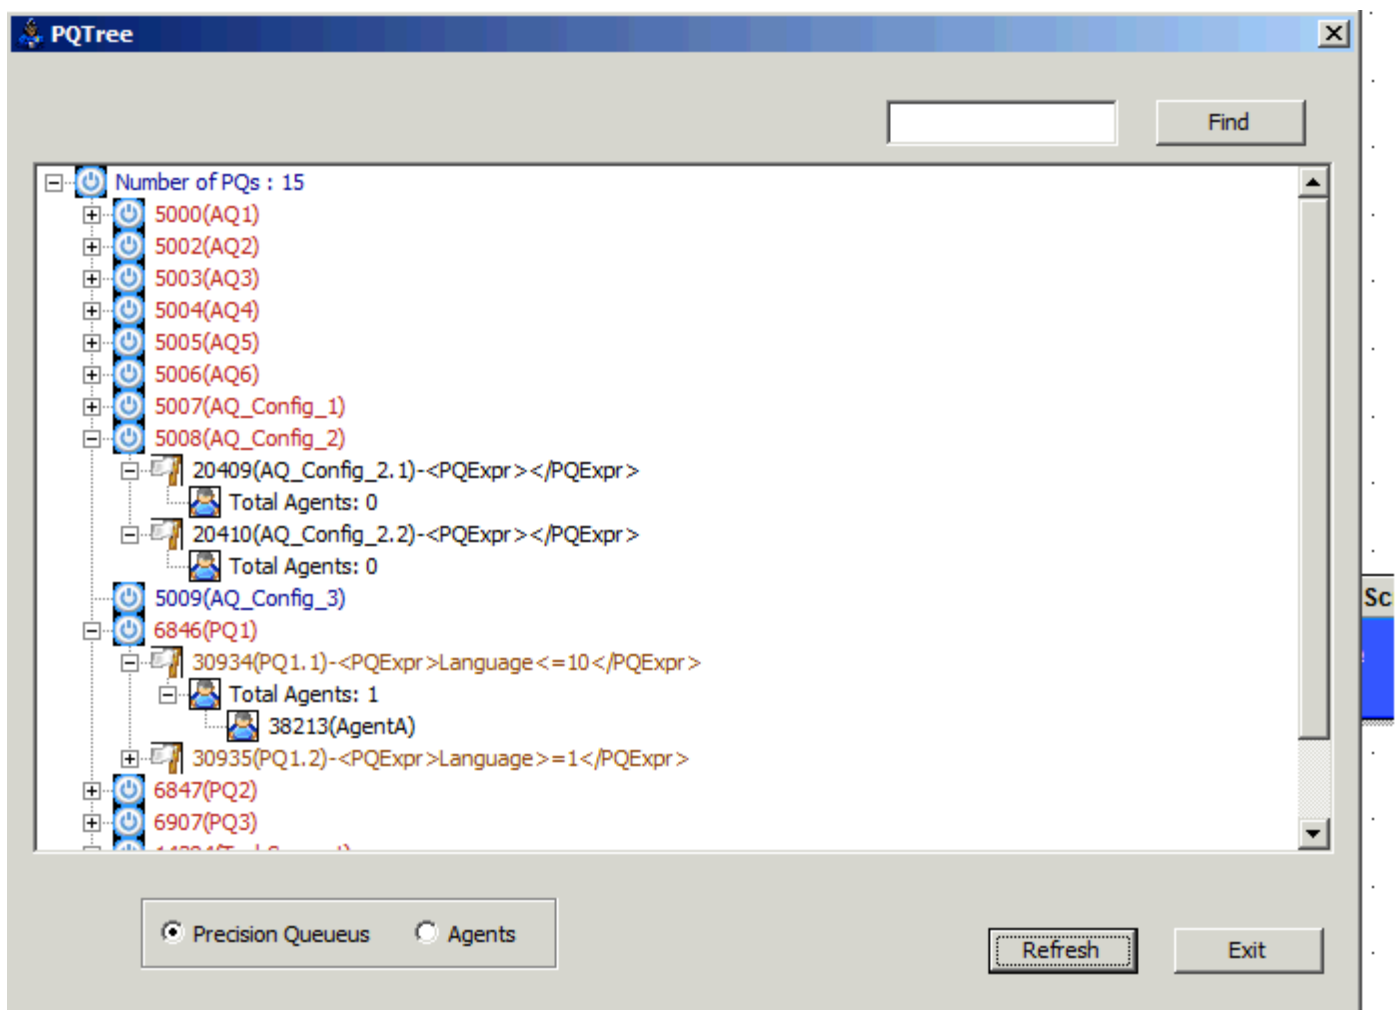 PQTree
Find
Number of PQs : 15
5000(AQ1)
5002(AQ2)
5003(AQ3)
5004(AQ4)
5005(AQ5)
5006(AQ6)
5007(AQ_Config_1)
5008(AQ_Config_2)
20409(AQ_Config_2.1)-<PQExpr></PQExpr>
Total Agents: 0
20410(AQ_Config_2.2)-<PQExpr></PQExpr>
Total Agents: 0
5009(AQ_Config_3)
Sc
6846(PQ1)
30934(PQ1.1)-<PQExpr>Language<=10</PQExpr>
Total Agents: 1
38213(AgentA)
30935(PQ1.2)-<PQExpr>Language>=1</PQExpr>
6847(PQ2)
6907(PQ3)
Precision Queueus Agents
Refresh Exit